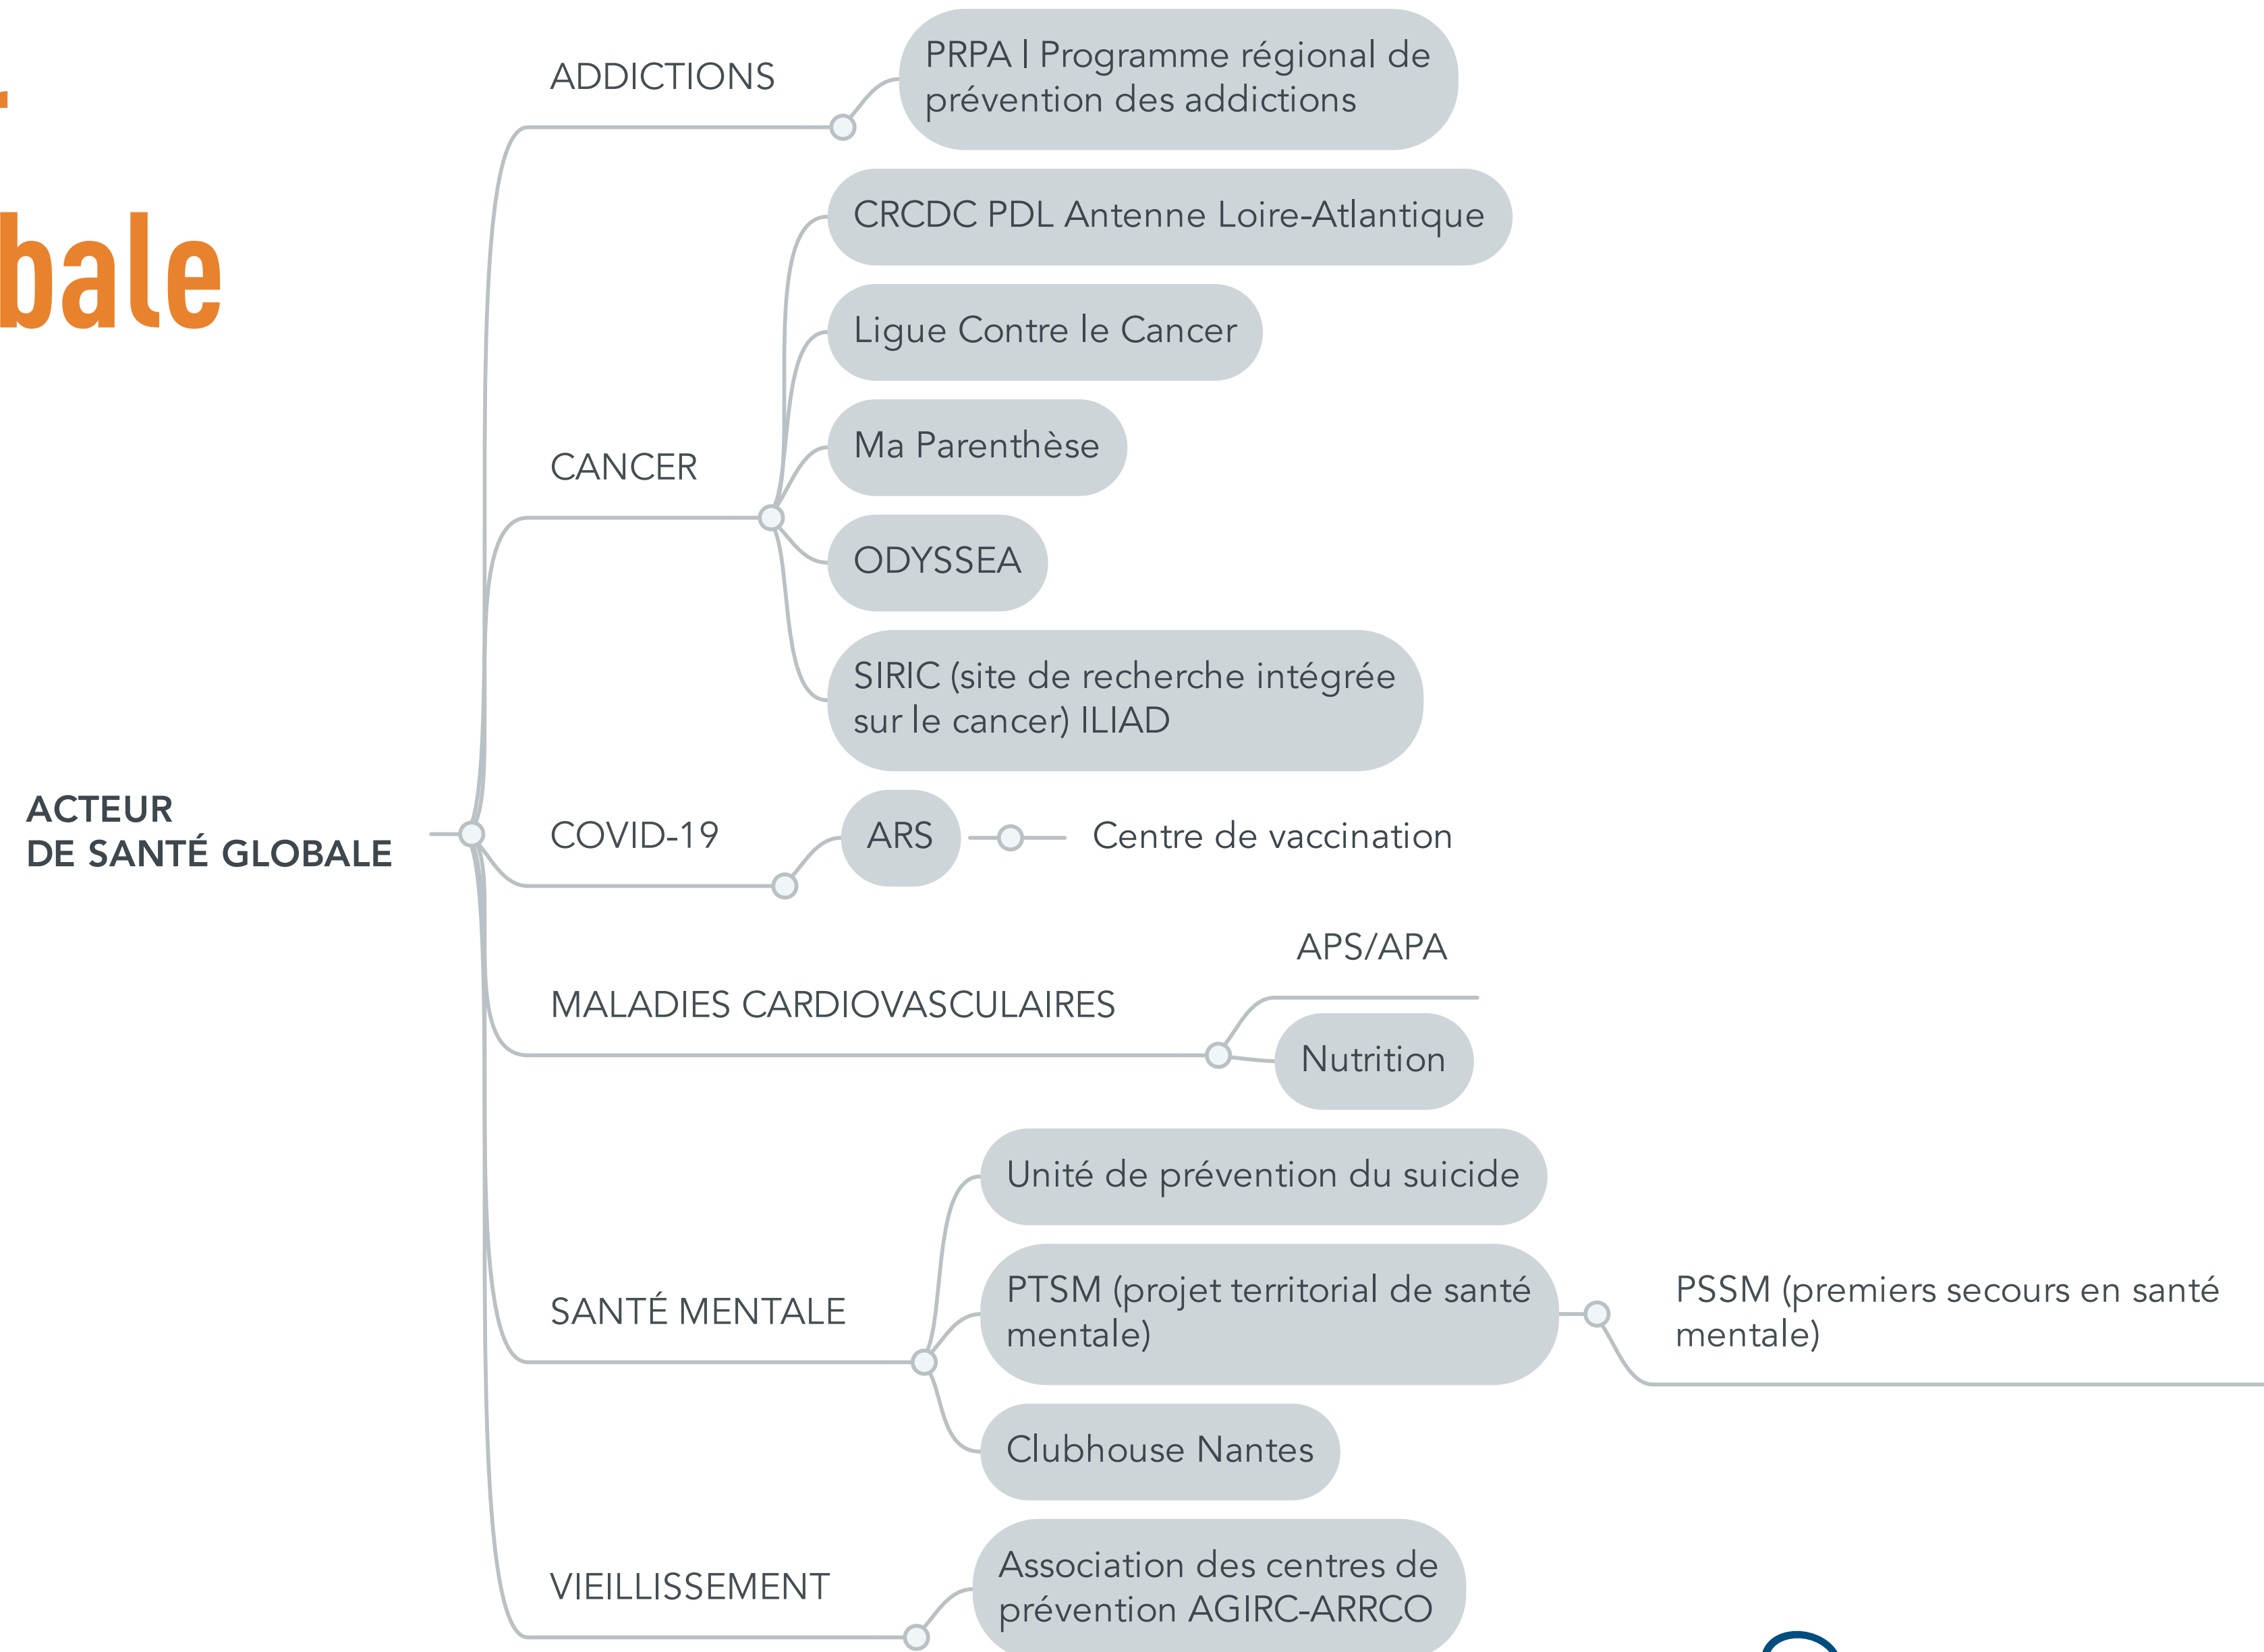 bale
ADDICTIONS
PRPA | Programme régional de
prévention des addictions
CANCER
CRCDC PDL Antenne Loire-Atlantique
Ligue Contre le Cancer
Ma Parenthèse
ODYSSEA
SIRIC (site de recherche intégrée
sur le cancer) ILIAD
ACTEUR
DE SANTÉ GLOBALE
COVID-19
ARS
Centre de vaccination
MALADIES CARDIOVASCULAIRES
APS/APA
Nutrition
SANTÉ MENTALE
Unité de prévention du suicide
PTSM (projet territorial de santé
mentale)
PSSM (premiers secours en santé
mentale)
Clubhouse Nantes
VIEILLISSEMENT
Association des centres de
prévention AGIRC-ARRCO